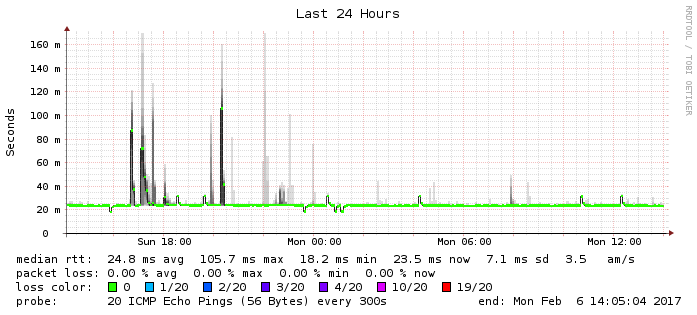 Last 24 Hours
RRDTOOL / TOBI OETIKER
Seconds
160 m
140 m
120 m
100 m
80 m
60 m
40 m
20 m
0
Sun 18:00 Mon 00:00 Mon 06:00 Mon 12:00
median rtt: 24.8 ms avg 105.7 ms max 18.2 ms min 23.5 ms now 7.1 ms sd 3.5 am/s
packet loss: 0.00 % avg 0.00 % max 0.00 % min 0.00 % now
loss color: 0 1/20 2/20 3/20 4/20 10/20 19/20
probe: 20 ICMP Echo Pings (56 Bytes) every 300s end: Mon Feb 6 14:05:04 2017